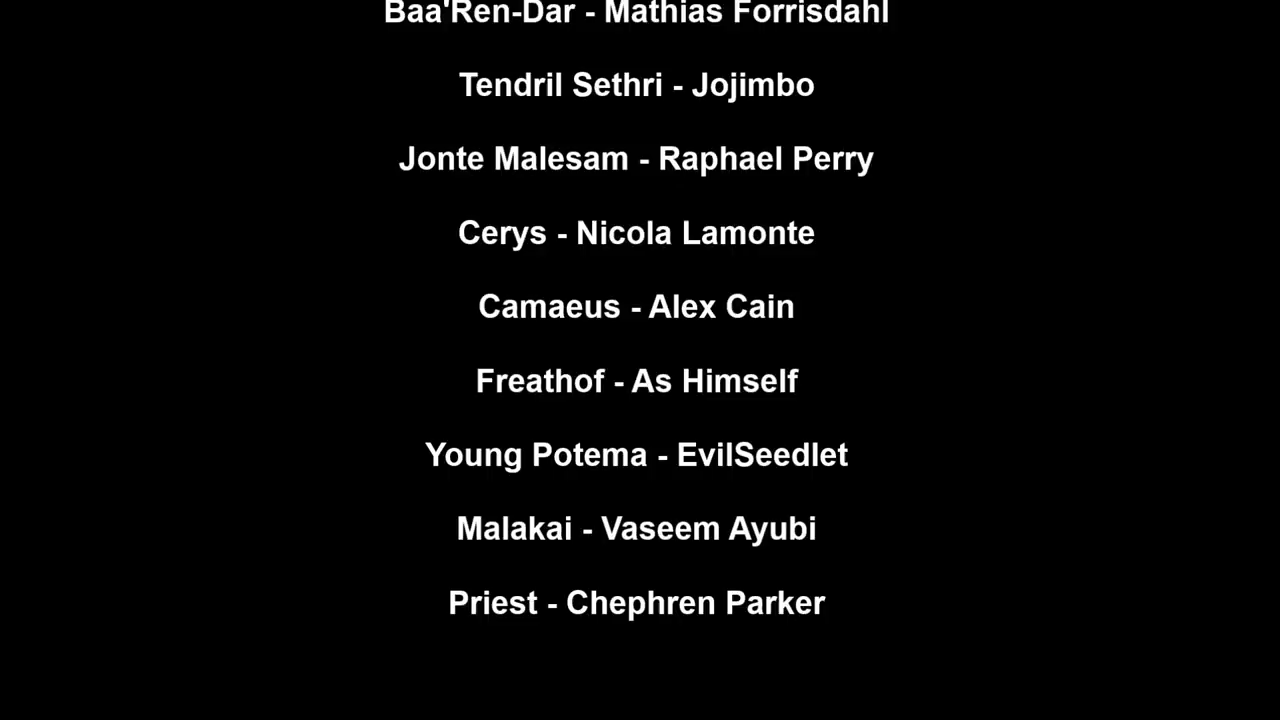 Baa'Ren-Dar - Mathias Forrisdahl
Tendril Sethri - Jojimbo
Jonte Malesam - Raphael Perry
Cerys - Nicola Lamonte
Camaeus - Alex Cain
Freathof - As Himself
Young Potema - EvilSeedlet
Malakai - Vaseem Ayubi
Priest - Chephren Parker